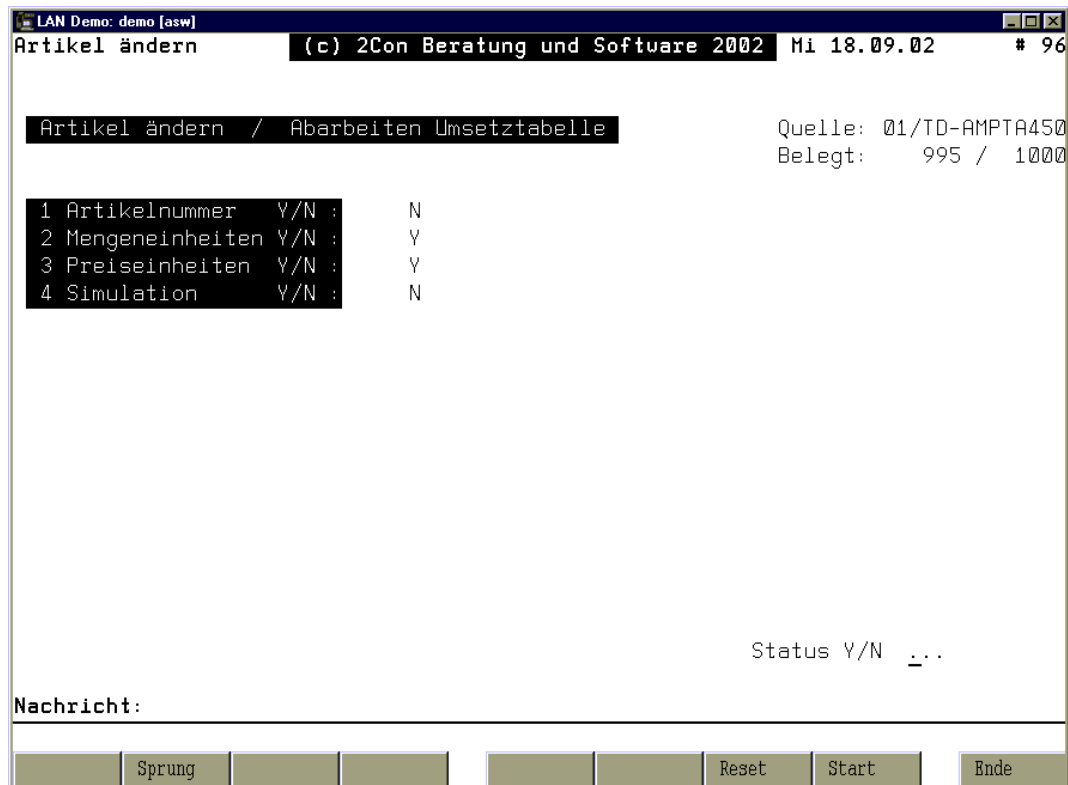 LAN Demo: demo [asw]
Artikel ändern (c) 2Con Beratung und Software 2002 Mi 18.09.02 # 96
Artikel ändern / Abarbeiten Umsetztabelle Quelle: 01/TD-AMPTA450
Belegt: 995 / 1000
1 Artikelnummer Y/N : N
2 Mengeneinheiten Y/N : Y
3 Preiseinheiten Y/N : Y
4 Simulation Y/N : N
Status Y/N ...
Nachricht:
Sprung Reset Start Ende